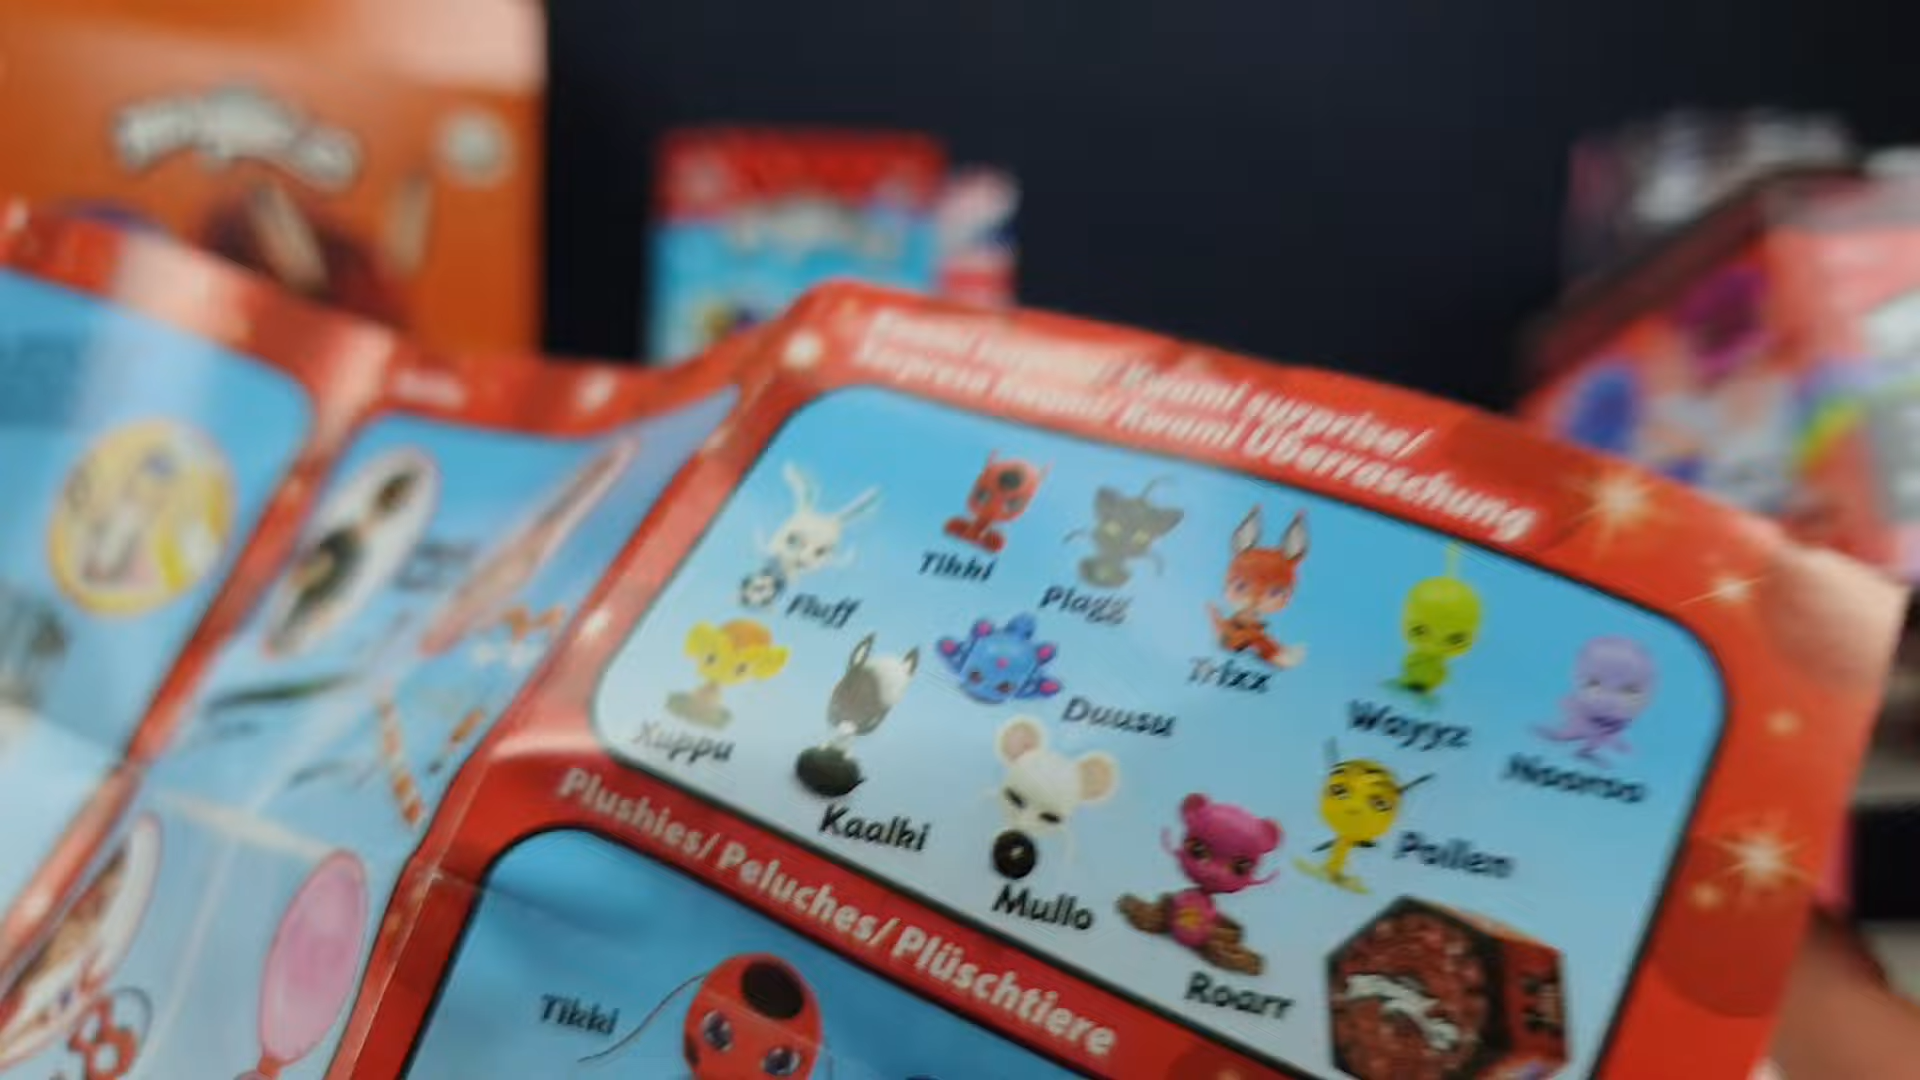 Kwami surprise/ Kwami surprise/
Sorpresa Kwami/ Kwami Überraschung
Fluff
Tikki
Plagg
Trixx
Wayzz
Nooroo
Xuppu
Kaalki
Duusu
Mullo
Roarr
Pollen
Plushies/ Peluches/ Plüschtiere
Tikki